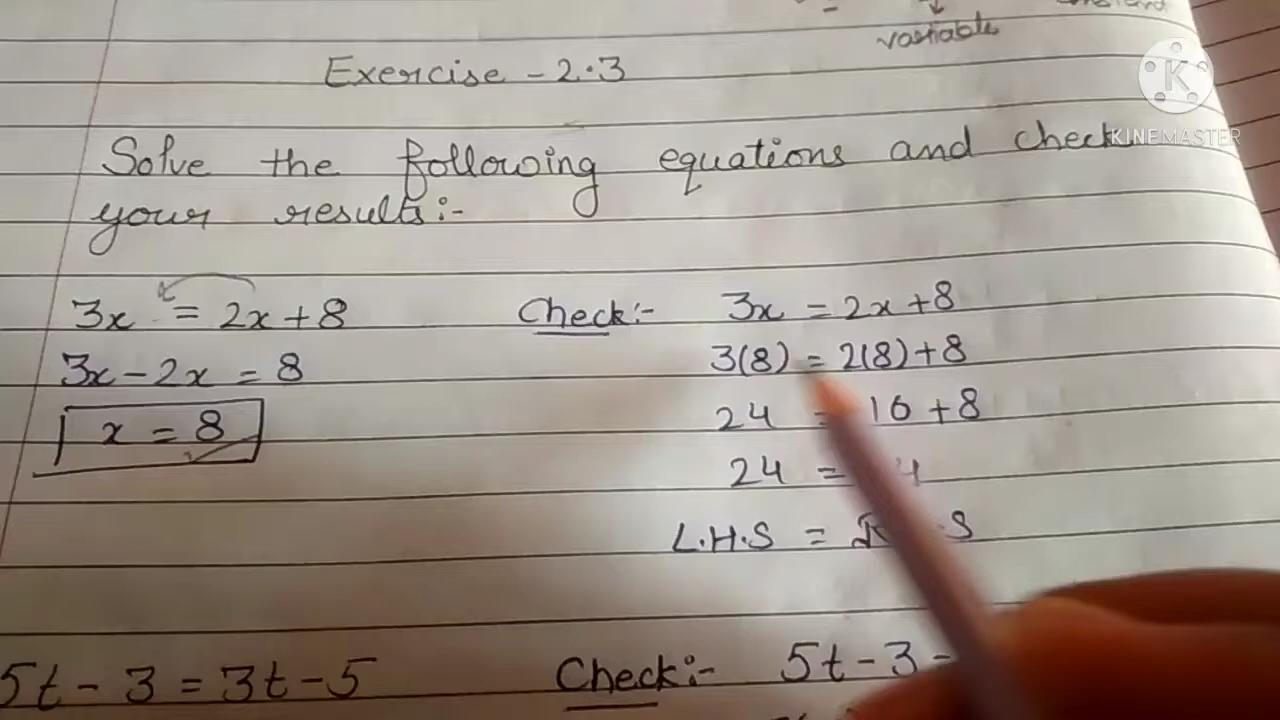 variable
Exercise - 2.3
K
KINEMASTER
Solve the following equations and check
your results:-
3x = 2x + 8
3x - 2x = 8
x = 8
Check:- 3x = 2x + 8
3(8) = 2(8) + 8
24 = 16 + 8
24 =
L.H.S =
5t - 3 = 3t - 5
Check:- 5t - 3